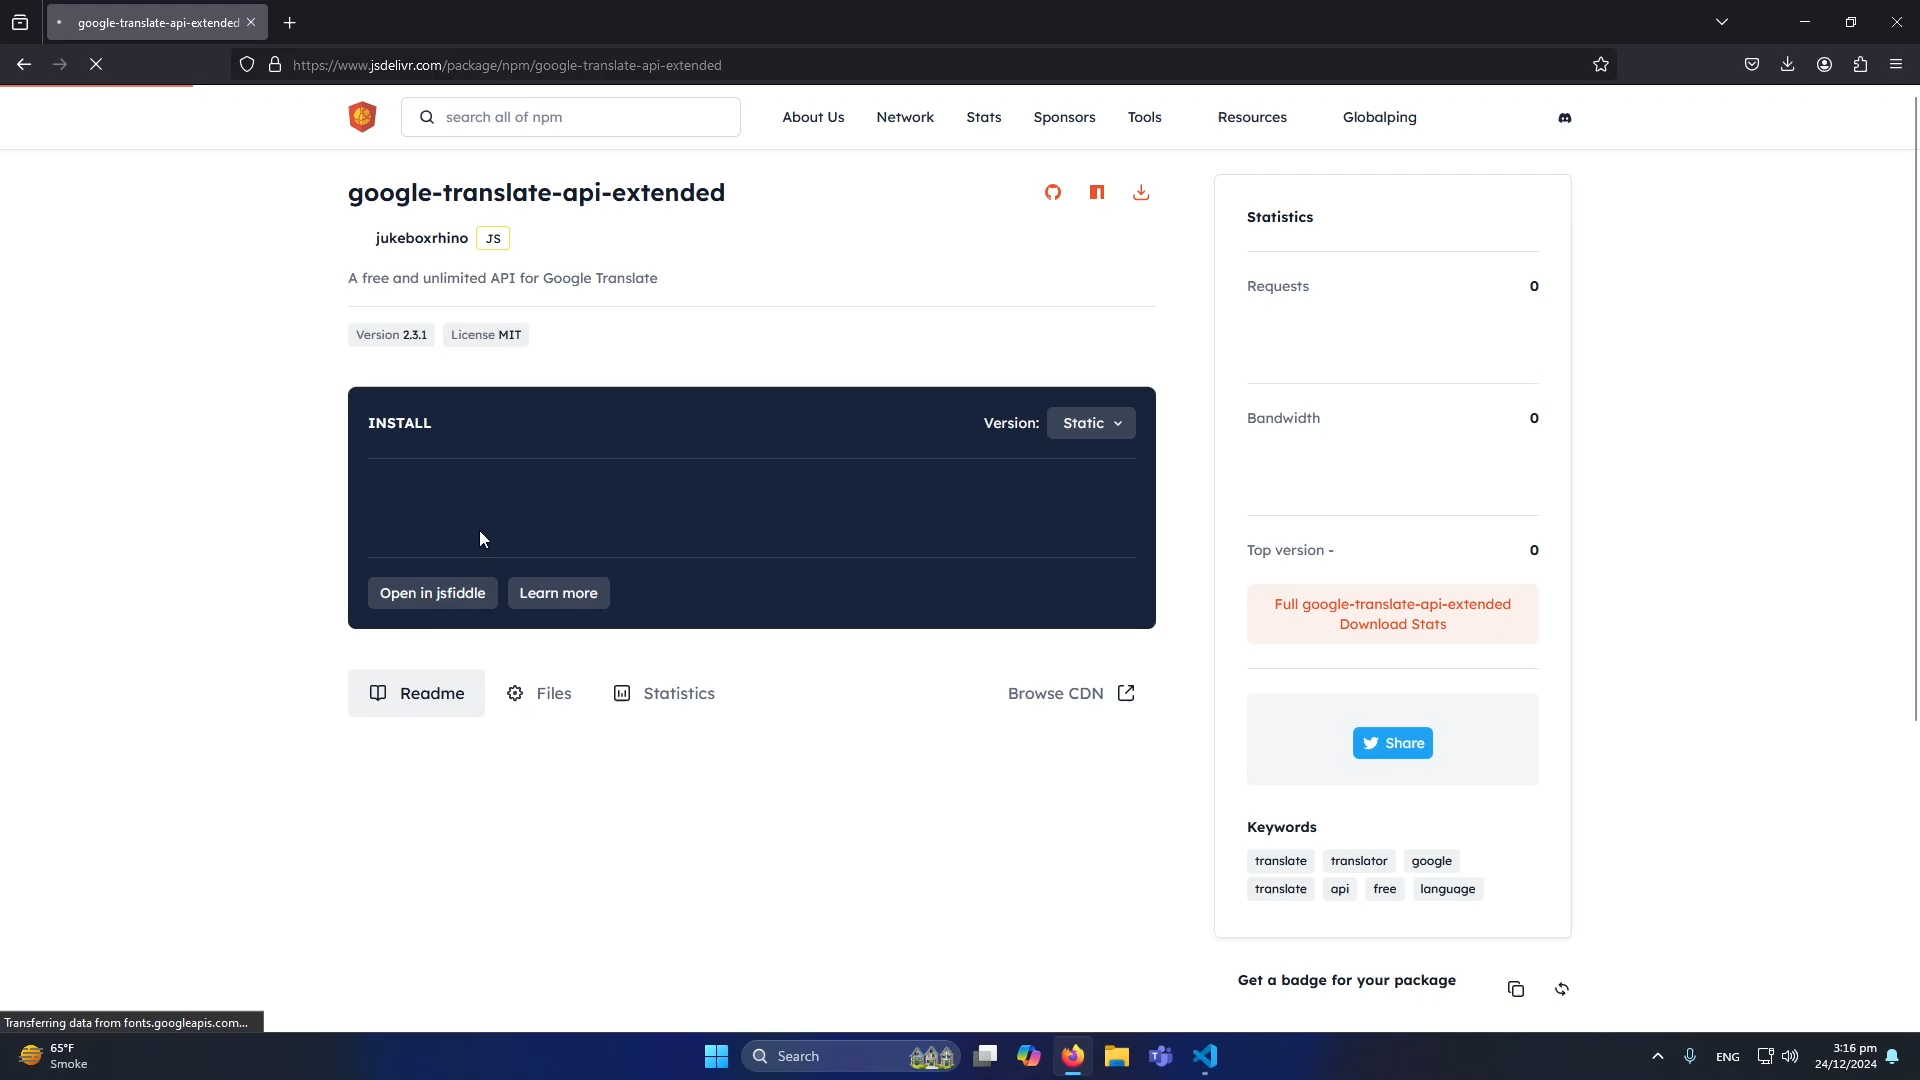 google-translate-api-extended
https://www.jsdelivr.com/package/npm/google-translate-api-extended
search all of npm
About Us
Network
Stats
Sponsors
Tools
Resources
Globalping
google-translate-api-extended
jukeboxrhino JS
A free and unlimited API for Google Translate
Version 2.3.1 License MIT
INSTALL
Version: Static
Open in jsfiddle
Learn more
Readme
Files
Statistics
Browse CDN
Statistics
Requests 0
Bandwidth 0
Top version - 0
Full google-translate-api-extended
Download Stats
Share
Keywords
translate translator google
translate api free language
Get a badge for your package
Transferring data from fonts.googleapis.com...
65°F
Smoke
Search
ENG
3:16 pm
24/12/2024